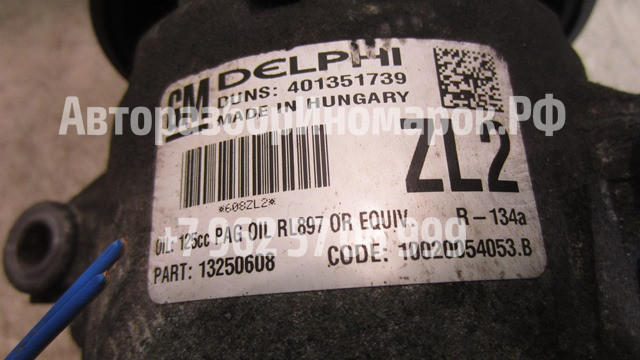 GM DELPHI
DUNS: 401351739
MADE IN HUNGARY
Авторазбориномарок.РФ
ZL2
*608ZL2*
OIL: 125cc PAG OIL RL897 OR EQUIV R-134a
PART: 13250608 CODE: 10020054053.B